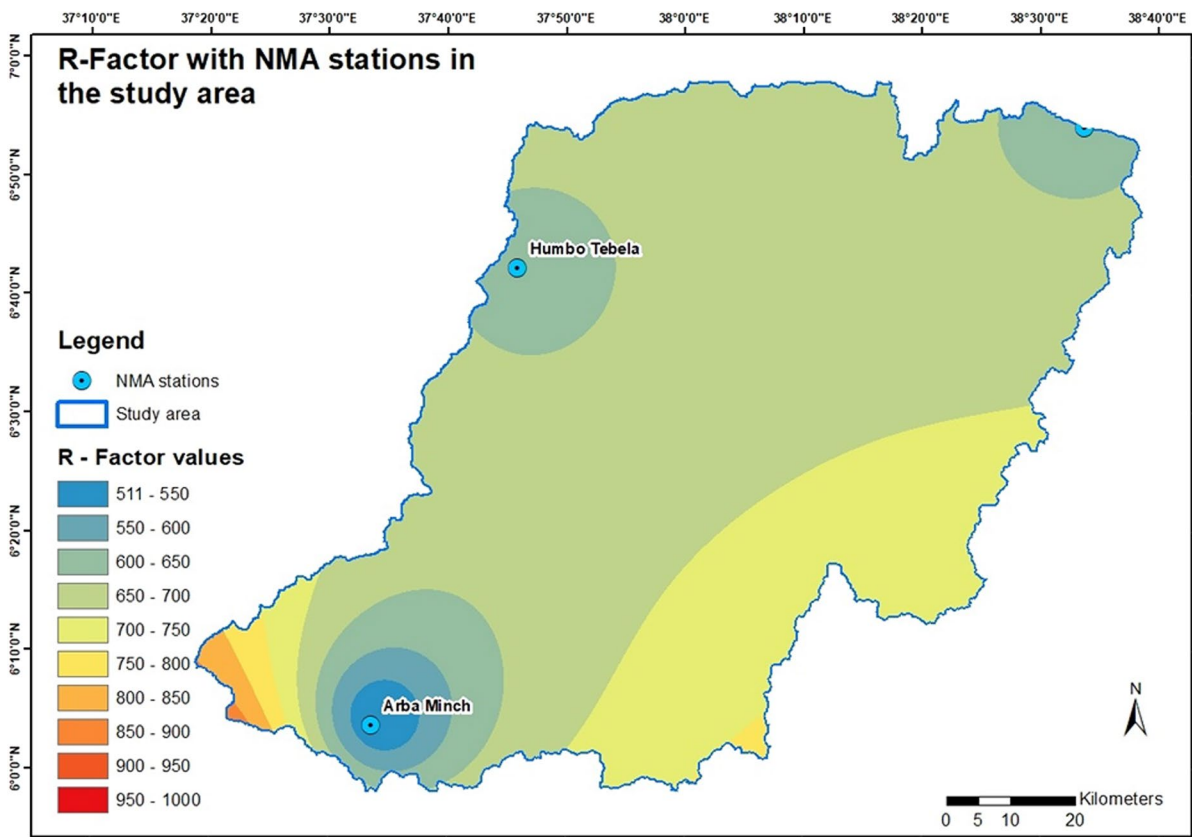 37°10'0"E 37°20'0"E 37°30'0"E 37°40'0"E 37°50'0"E 38°0'0"E 38°10'0"E 38°20'0"E 38°30'0"E 38°40'0"E
R-Factor with NMA stations in
the study area
7°0'0"N
6°50'0"N
6°40'0"N
6°30'0"N
6°20'0"N
6°10'0"N
6°0'0"N
Humbo Tebela
Arba Minch
Legend
NMA stations
Study area
R - Factor values
511 - 550
550 - 600
600 - 650
650 - 700
700 - 750
750 - 800
800 - 850
850 - 900
900 - 950
950 - 1000
N
Kilometers
0 5 10 20